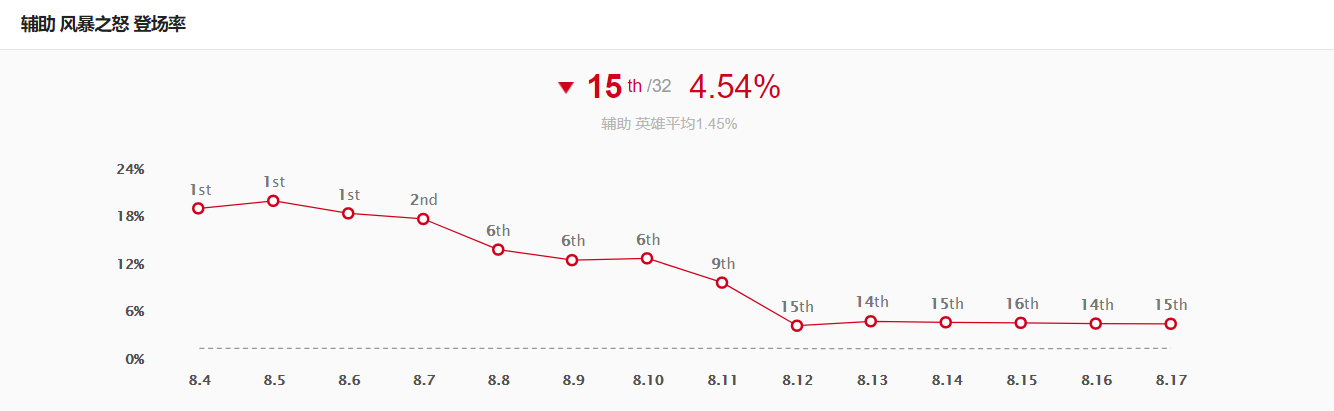 辅助 风暴之怒 登场率
▼ 15 th /32 4.54%
辅助 英雄平均1.45%
24%
18%
12%
6%
0%
1st 1st 1st 2nd 6th 6th 6th 9th 15th 14th 15th 16th 14th 15th
8.4 8.5 8.6 8.7 8.8 8.9 8.10 8.11 8.12 8.13 8.14 8.15 8.16 8.17